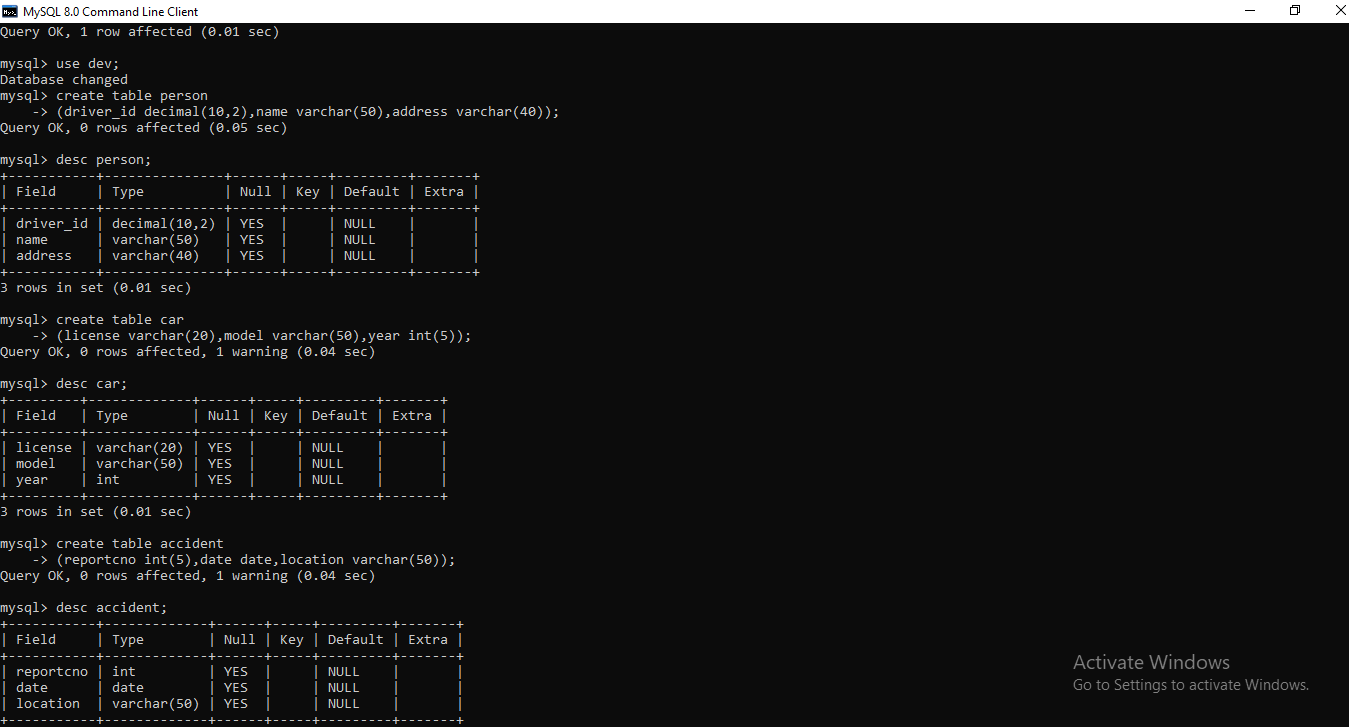 MySQL 8.0 Command Line Client
Query OK, 1 row affected (0.01 sec)

mysql> use dev;
Database changed
mysql> create table person
    -> (driver_id decimal(10,2),name varchar(50),address varchar(40));
Query OK, 0 rows affected (0.05 sec)

mysql> desc person;
+-----------+---------------+------+-----+---------+-------+
| Field     | Type          | Null | Key | Default | Extra |
+-----------+---------------+------+-----+---------+-------+
| driver_id | decimal(10,2) | YES  |     | NULL    |       |
| name      | varchar(50)   | YES  |     | NULL    |       |
| address   | varchar(40)   | YES  |     | NULL    |       |
+-----------+---------------+------+-----+---------+-------+
3 rows in set (0.01 sec)

mysql> create table car
    -> (license varchar(20),model varchar(50),year int(5));
Query OK, 0 rows affected, 1 warning (0.04 sec)

mysql> desc car;
+---------+-------------+------+-----+---------+-------+
| Field   | Type        | Null | Key | Default | Extra |
+---------+-------------+------+-----+---------+-------+
| license | varchar(20) | YES  |     | NULL    |       |
| model   | varchar(50) | YES  |     | NULL    |       |
| year    | int         | YES  |     | NULL    |       |
+---------+-------------+------+-----+---------+-------+
3 rows in set (0.01 sec)

mysql> create table accident
    -> (reportcno int(5),date date,location varchar(50));
Query OK, 0 rows affected, 1 warning (0.04 sec)

mysql> desc accident;
+-----------+-------------+------+-----+---------+-------+
| Field     | Type        | Null | Key | Default | Extra |
+-----------+-------------+------+-----+---------+-------+
| reportcno | int         | YES  |     | NULL    |       |
| date      | date        | YES  |     | NULL    |       |
| location  | varchar(50) | YES  |     | NULL    |       |
+-----------+-------------+------+-----+---------+-------+
Activate Windows
Go to Settings to activate Windows.